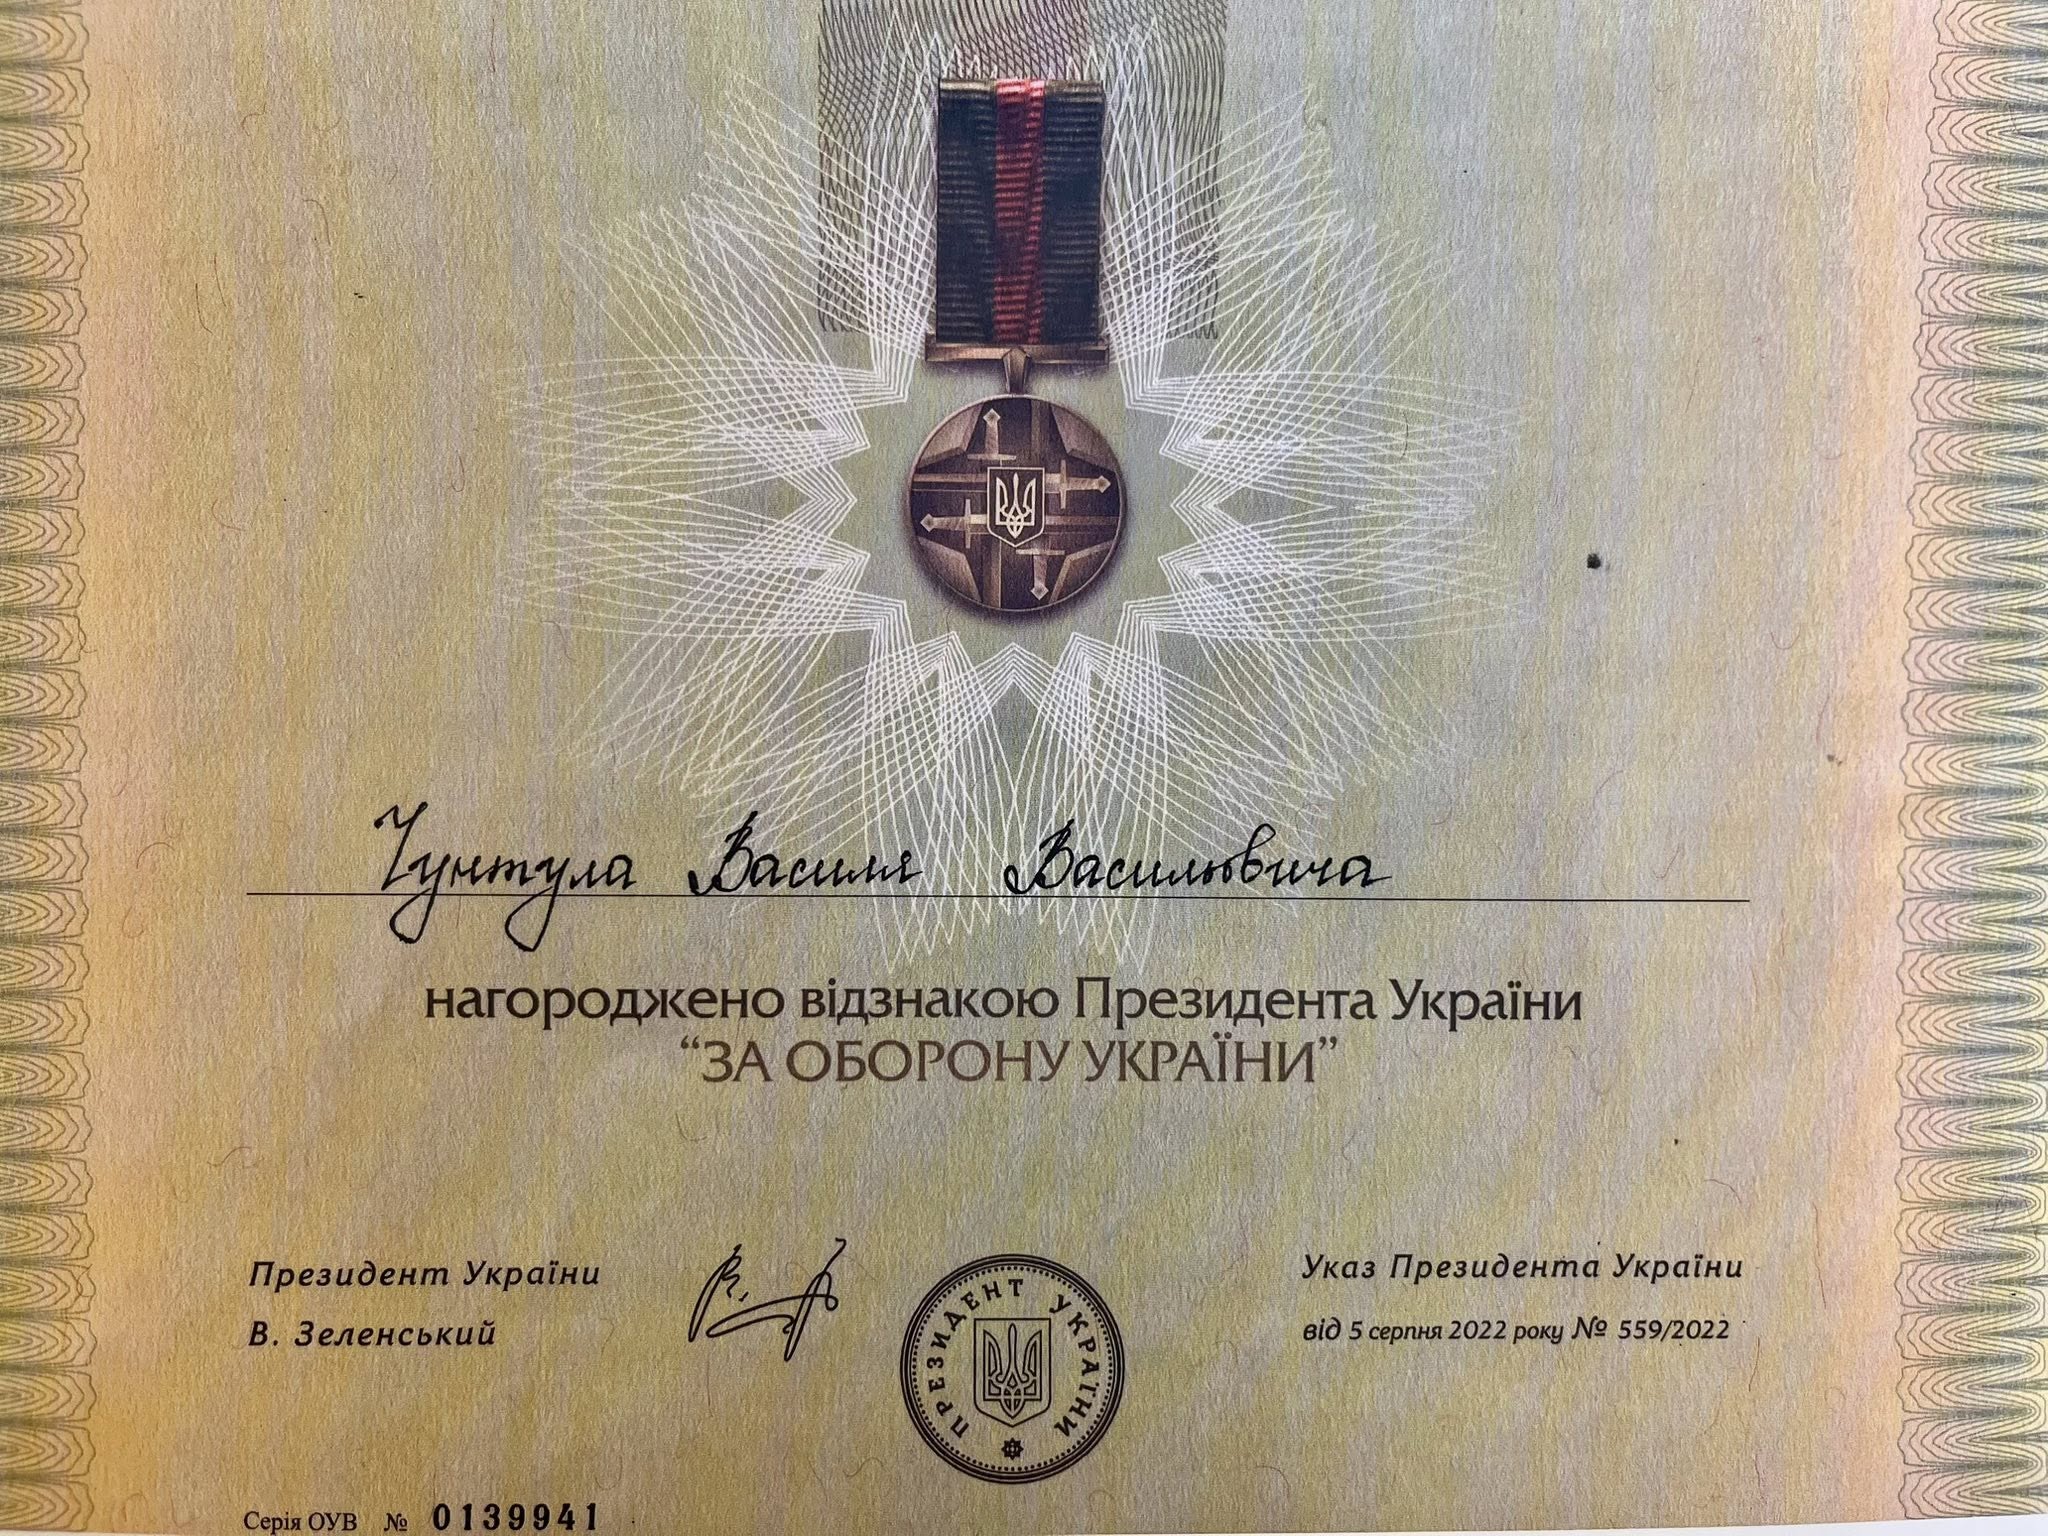 Чунтула Василя Васильовича
нагороджено відзнакою Президента України
“ЗА ОБОРОНУ УКРАЇНИ”
Президент України
В. Зеленський
ПРЕЗИДЕНТ УКРАЇНИ
Указ Президента України
від 5 серпня 2022 року № 559/2022
Серія ОУВ № 0139941